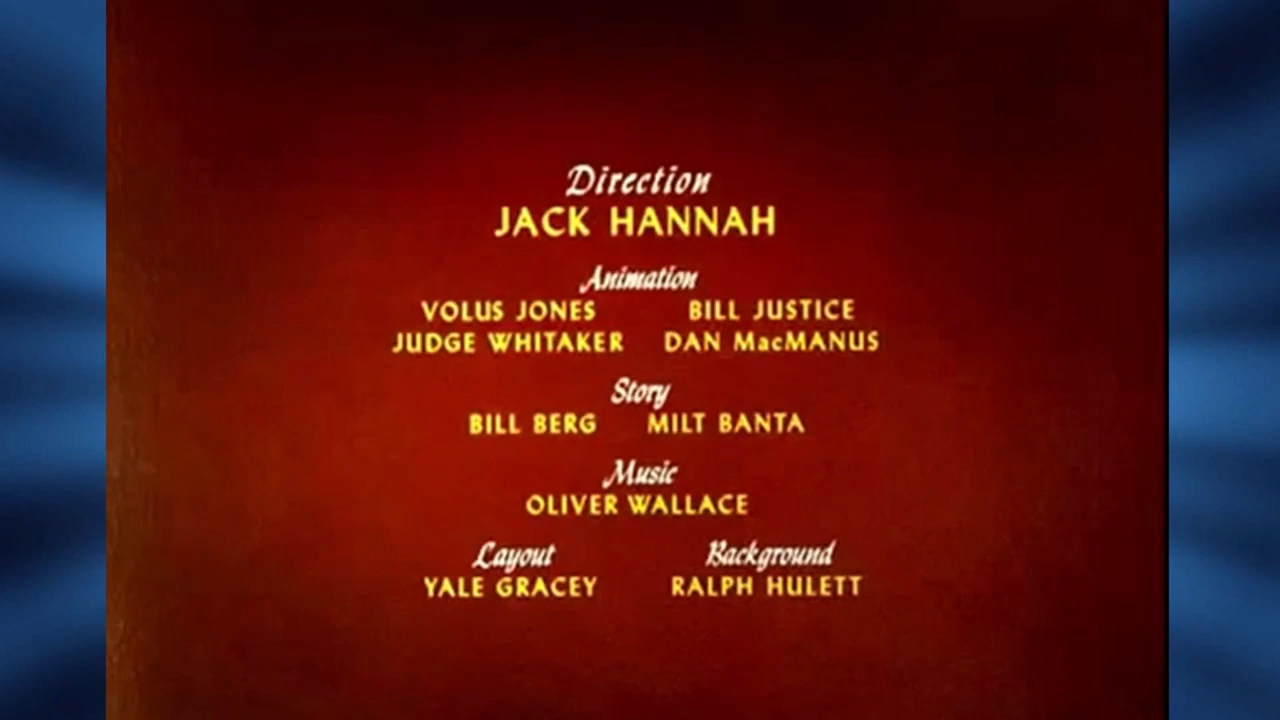 Direction
JACK HANNAH
Animation
VOLUS JONES BILL JUSTICE
JUDGE WHITAKER DAN MacMANUS
Story
BILL BERG MILT BANTA
Music
OLIVER WALLACE
Layout Background
YALE GRACEY RALPH HULETT